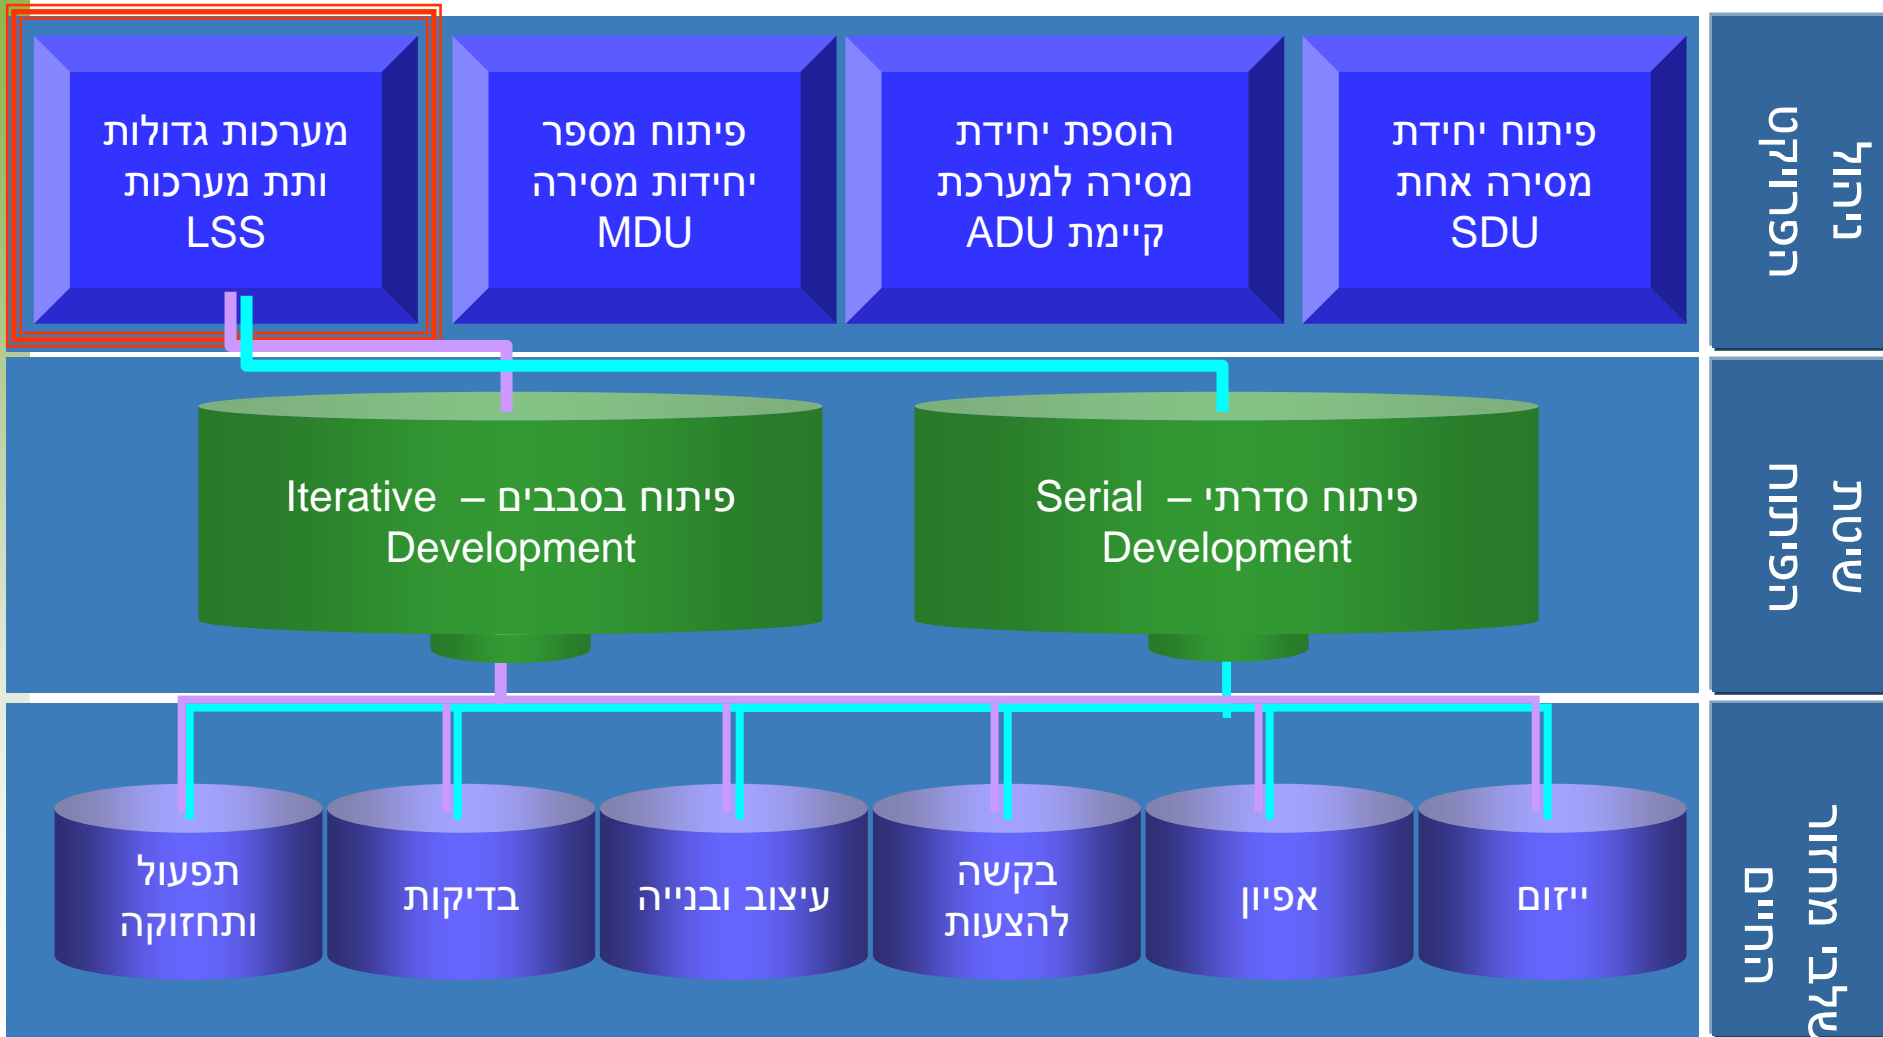 ניהול
הפרויקט
פיתוח יחידת
מסירה אחת
SDU
הוספת יחידת
מסירה למערכת
קיימת ADU
פיתוח מספר
יחידות מסירה
MDU
מערכות גדולות
ותת מערכות
LSS
שיטת
הפיתוח
פיתוח סדרתי – Serial
Development
פיתוח בסבבים – Iterative
Development
שלבי מחזור
החיים
ייזום
אפיון
בקשה
להצעות
עיצוב ובנייה
בדיקות
תפעול
ותחזוקה